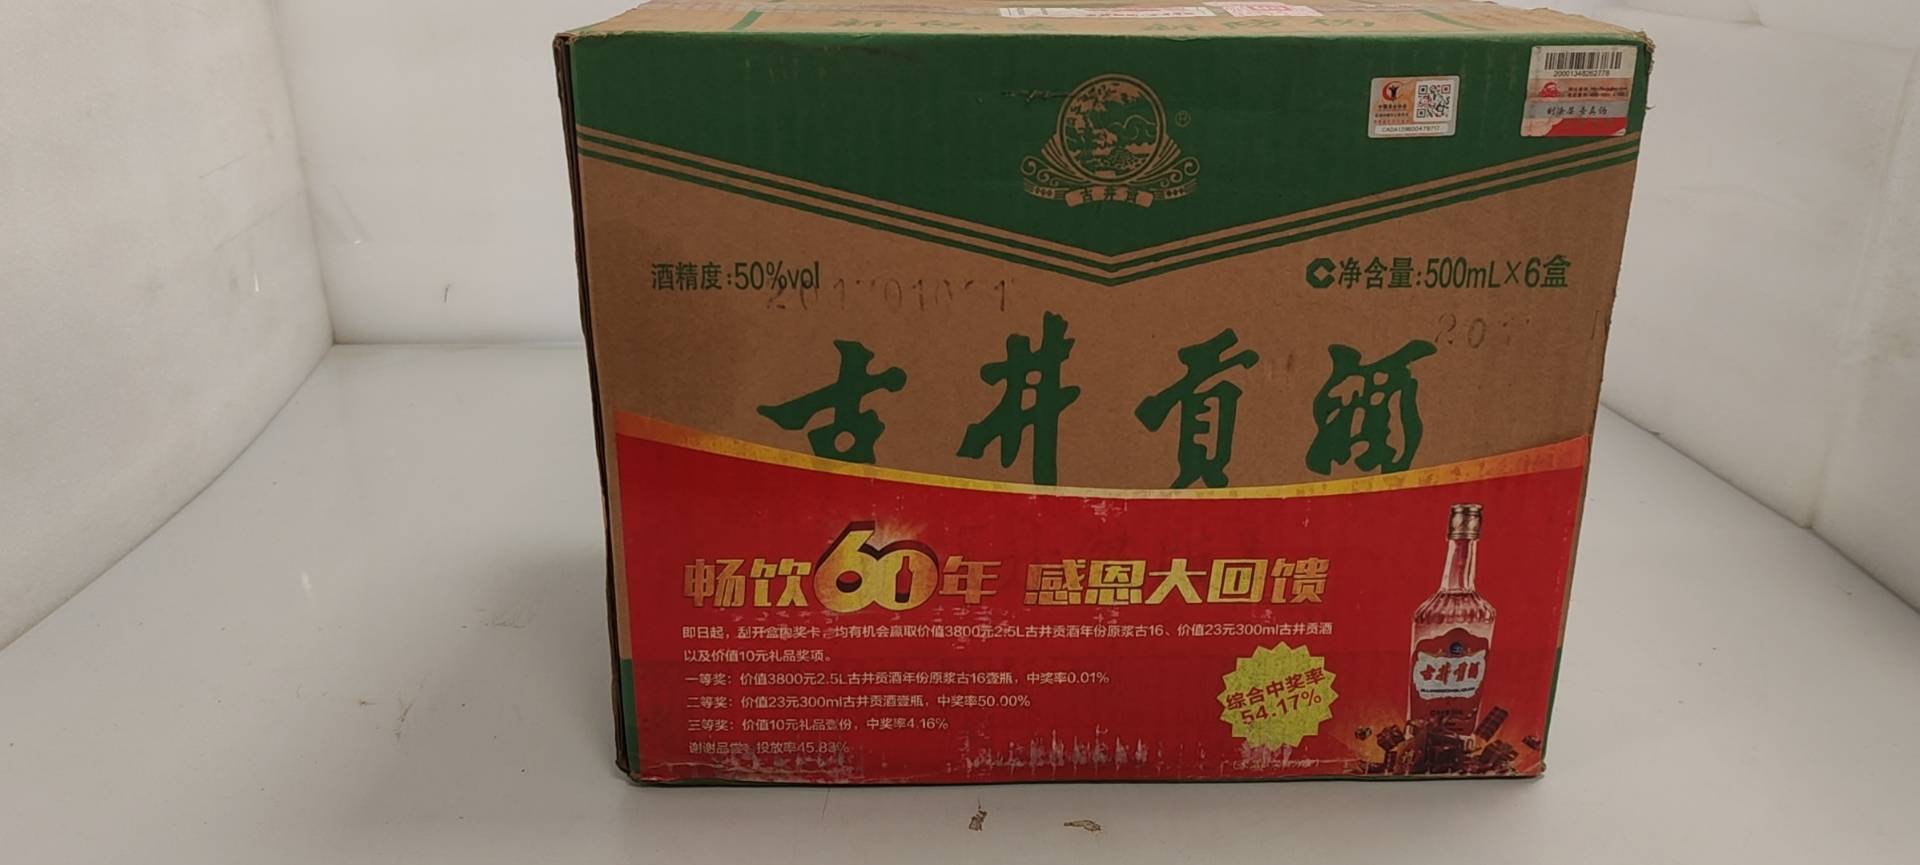 20001348262778
刮涂层 查真伪
古井贡
®
酒精度:50%vol
净含量:500mL×6盒
古井贡酒
畅饮60年 感恩大回馈
即日起，刮开盒内奖卡，均有机会赢取价值3800元2.5L古井贡酒年份原浆古16、价值23元300ml古井贡酒
以及价值10元礼品奖项。
一等奖：价值3800元2.5L古井贡酒年份原浆古16壹瓶，中奖率0.01%
二等奖：价值23元300ml古井贡酒壹瓶，中奖率50.00%
三等奖：价值10元礼品壹份，中奖率4.16%
谢谢品尝：投放率45.83%
综合中奖率
54.17%
古井贡酒